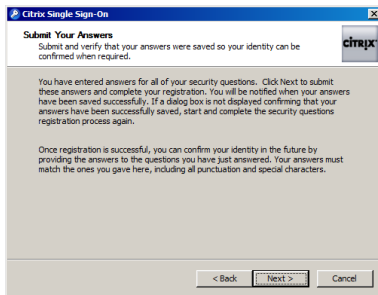 Citrix Single Sign-On
Submit Your Answers
Submit and verify that your answers were saved so your identity can be
confirmed when required.
CITRIX
You have entered answers for all of your security questions. Click Next to submit
these answers and complete your registration. You will be notified when your answers
have been saved successfully. If a dialog box is not displayed confirming that your
answers have been successfully saved, start and complete the security questions
registration process again.
Once registration is successful, you can confirm your identity in the future by
providing the answers to the questions you have just answered. Your answers must
match the ones you gave here, including all punctuation and special characters.
< Back Next > Cancel